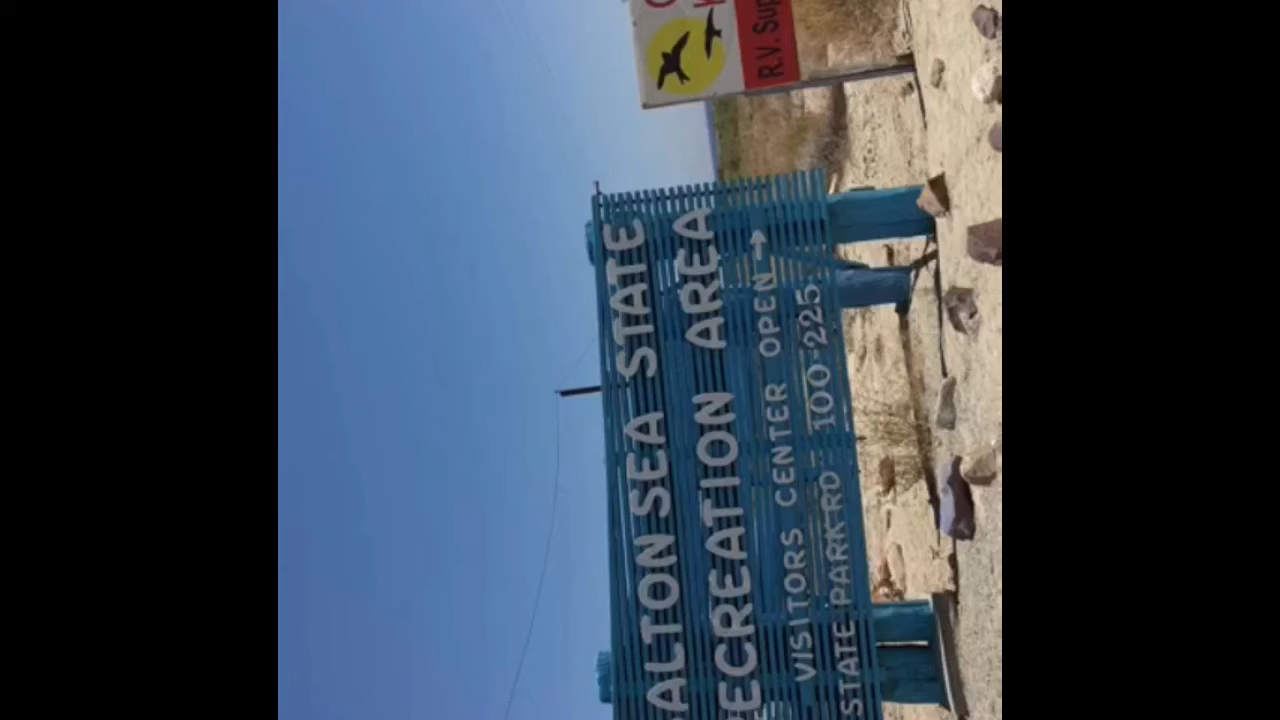 ALTON SEA STATE
ECREATION AREA
VISITORS CENTER OPEN →
STATE PARK RD - 100-225
R.V. Sup